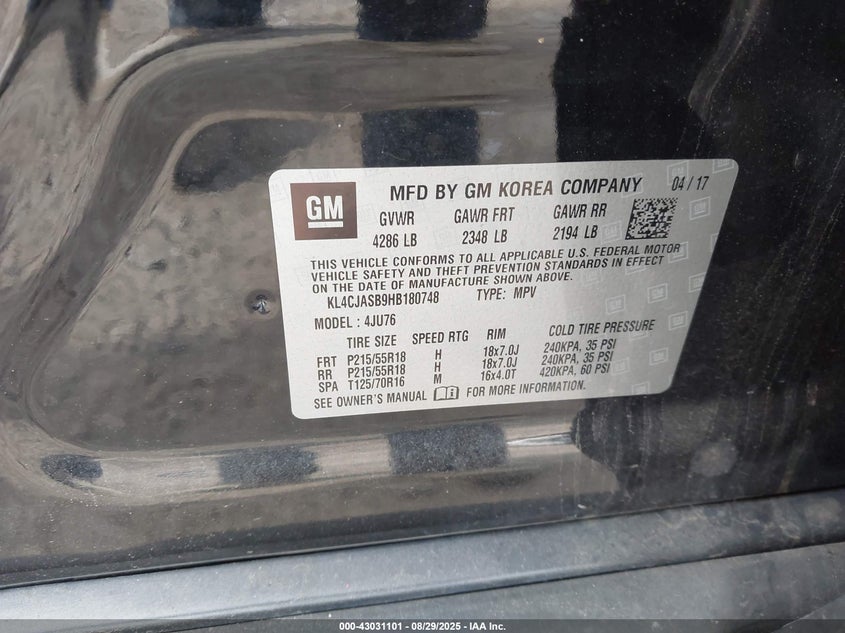 GM
MFD BY GM KOREA COMPANY 04 / 17
GVWR GAWR FRT GAWR RR
4286 LB 2348 LB 2194 LB
THIS VEHICLE CONFORMS TO ALL APPLICABLE U.S. FEDERAL MOTOR
VEHICLE SAFETY AND THEFT PREVENTION STANDARDS IN EFFECT
ON THE DATE OF MANUFACTURE SHOWN ABOVE.
KL4CJASB9HB180748 TYPE: MPV
MODEL : 4JU76
TIRE SIZE SPEED RTG RIM COLD TIRE PRESSURE
FRT P215/55R18 H 18x7.0J 240KPA, 35 PSI
RR P215/55R18 H 18x7.0J 240KPA, 35 PSI
SPA T125/70R16 M 16x4.0T 420KPA, 60 PSI
SEE OWNER'S MANUAL FOR MORE INFORMATION.
000-43031101 - 08/29/2025 - IAA Inc.